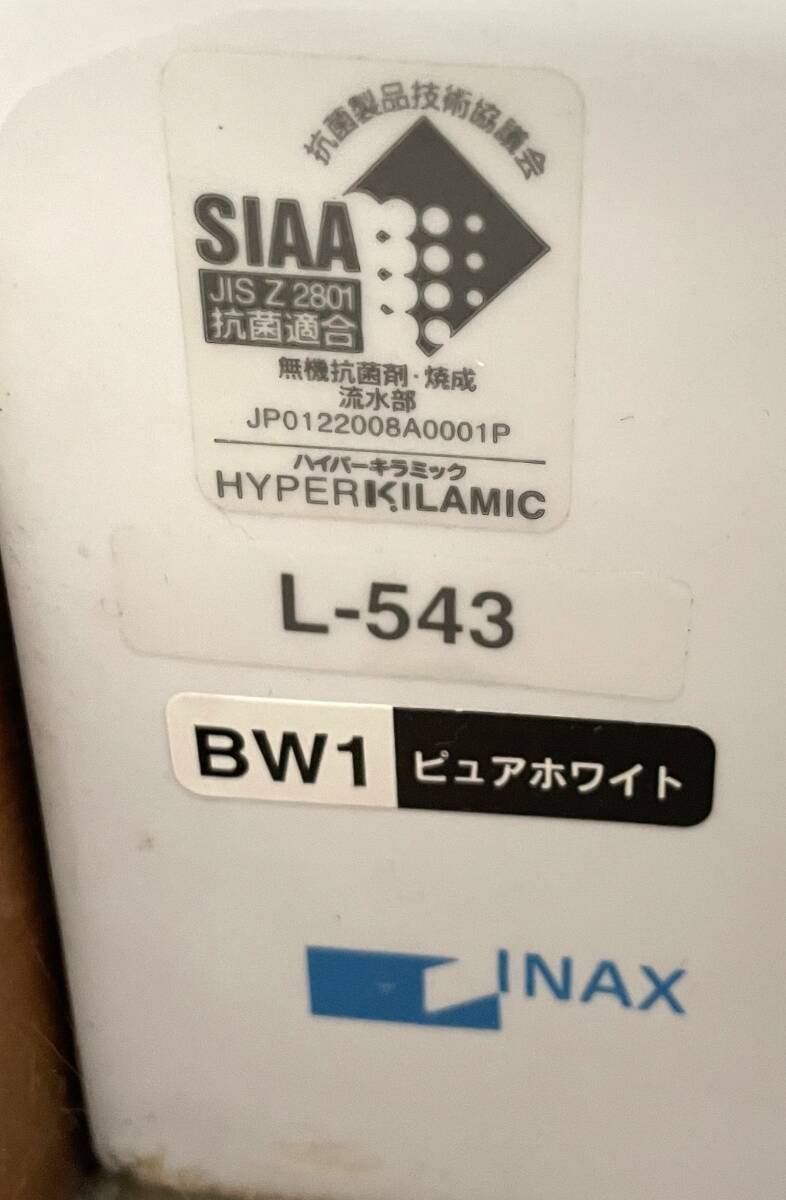 抗菌製品技術協議会
SIAA
JIS Z 2801
抗菌適合
無機抗菌剤・焼成
流水部
JP0122008A0001P
ハイパーキラミック
HYPERKILAMIC
L-543
BW1 ピュアホワイト
INAX